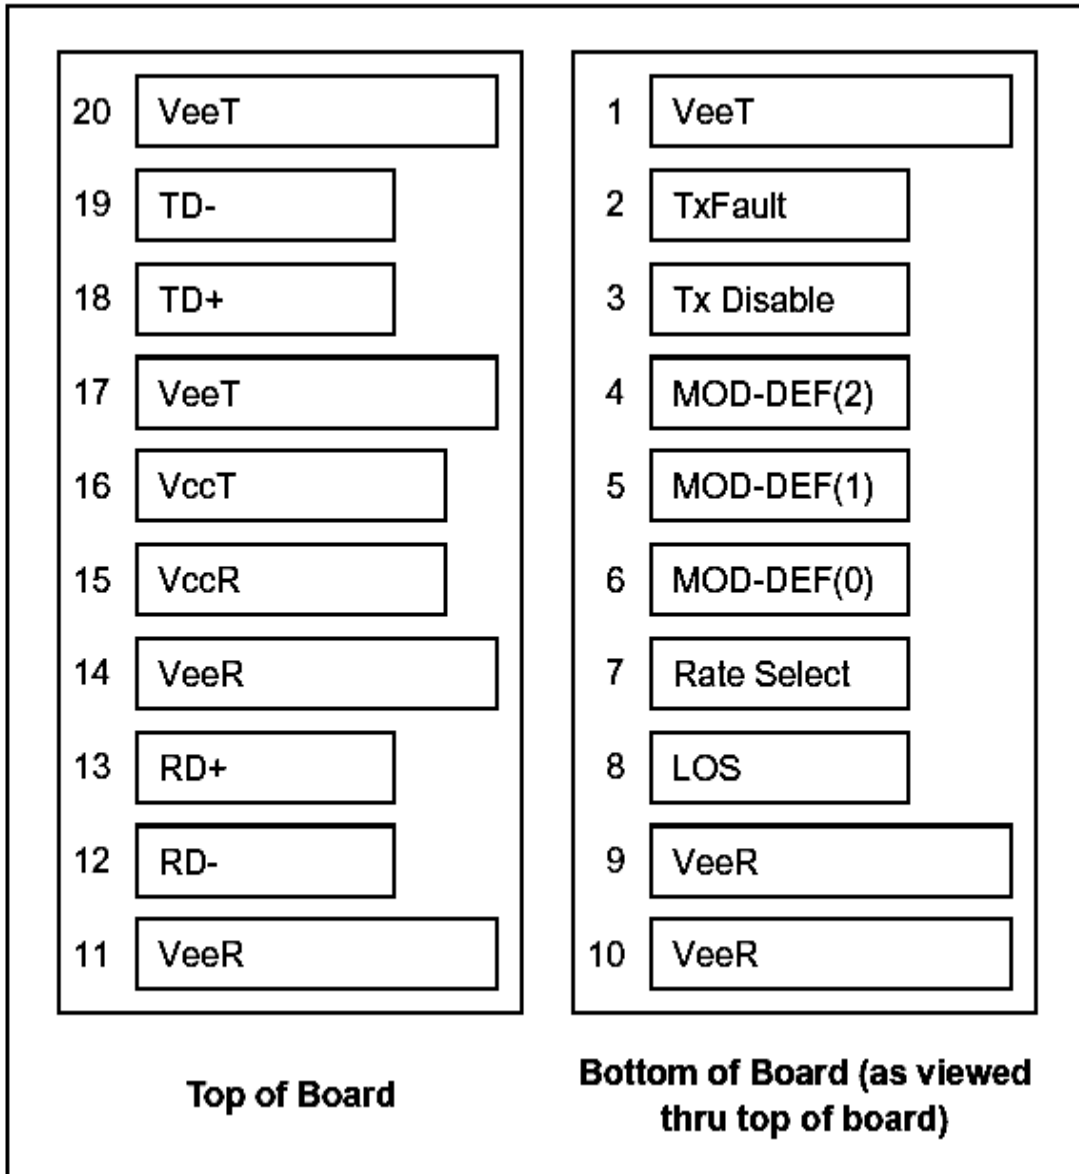 20 VeeT
19 TD-
18 TD+
17 VeeT
16 VccT
15 VccR
14 VeeR
13 RD+
12 RD-
11 VeeR
Top of Board
1 VeeT
2 TxFault
3 Tx Disable
4 MOD-DEF(2)
5 MOD-DEF(1)
6 MOD-DEF(0)
7 Rate Select
8 LOS
9 VeeR
10 VeeR
Bottom of Board (as viewed
thru top of board)